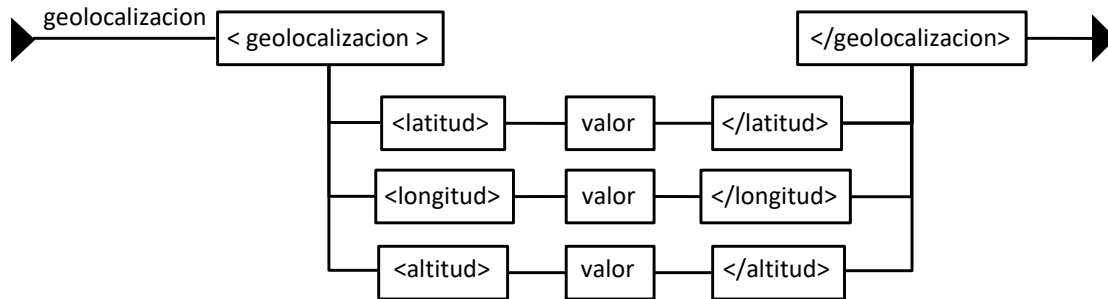 geolocalizacion
< geolocalizacion > </geolocalizacion>
<latitud> valor </latitud>
<longitud> valor </longitud>
<altitud> valor </altitud>